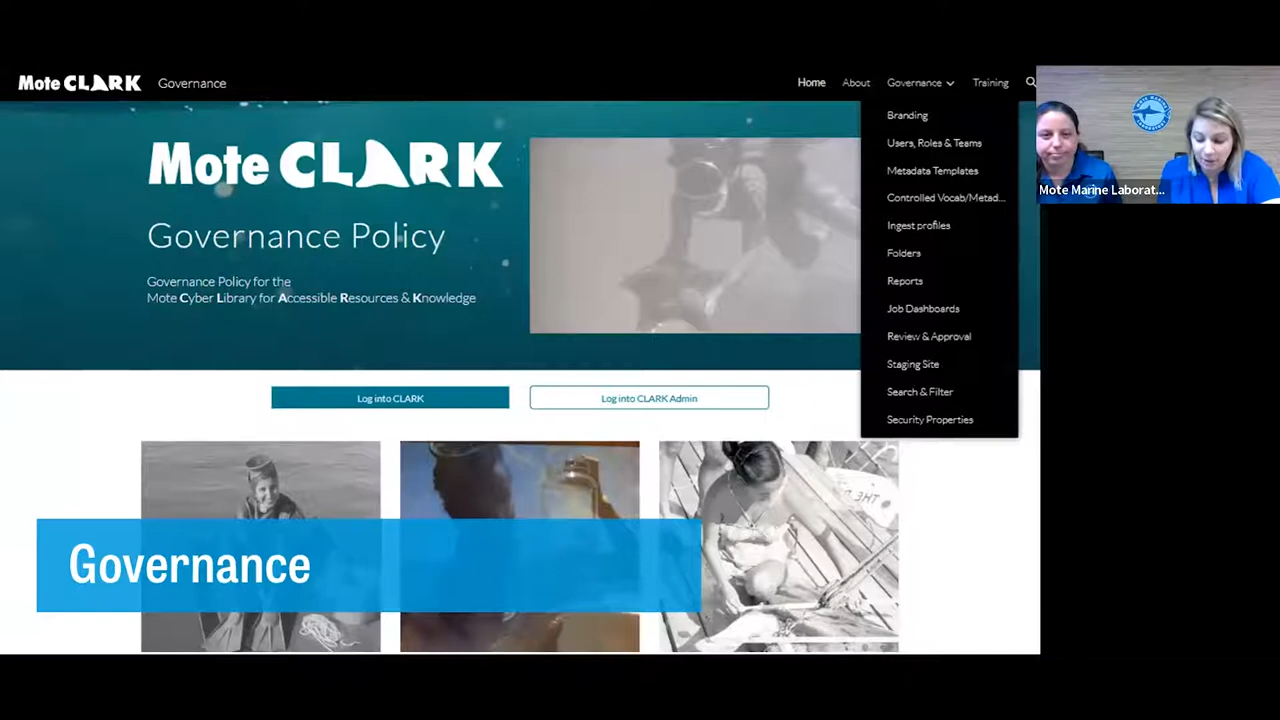 Mote CLARK Governance Home About Governance Training
Branding
Users, Roles & Teams
Metadata Templates
Controlled Vocab/Metad...
Ingest profiles
Folders
Reports
Job Dashboards
Review & Approval
Staging Site
Search & Filter
Security Properties
Mote Marine Laborat...
Mote CLARK
Governance Policy
Governance Policy for the
Mote Cyber Library for Accessible Resources & Knowledge
Log into CLARK
Log into CLARK Admin
Governance